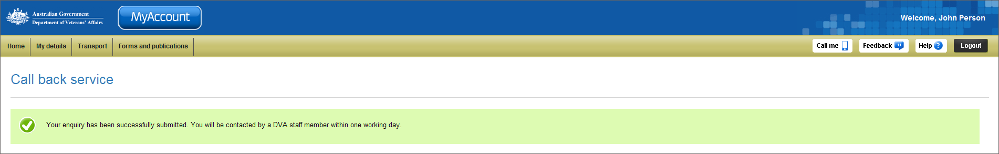 Australian Government
Department of Veterans' Affairs
MyAccount
Welcome, John Person
Home
My details
Transport
Forms and publications
Call me
Feedback
Help ?
Logout
Call back service
Your enquiry has been successfully submitted. You will be contacted by a DVA staff member within one working day.